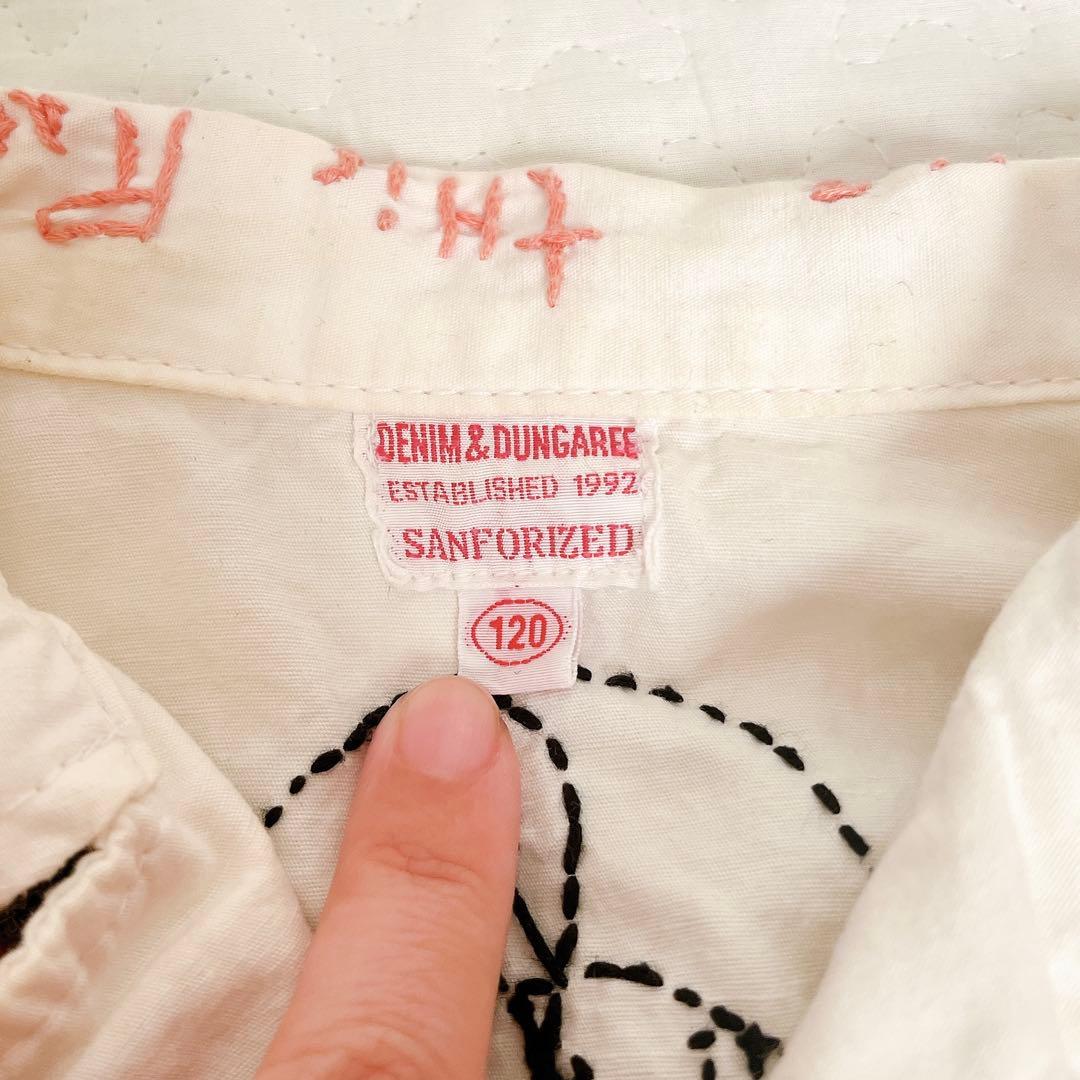 DENIM & DUNGAREE
ESTABLISHED 1992
SANFORIZED
120